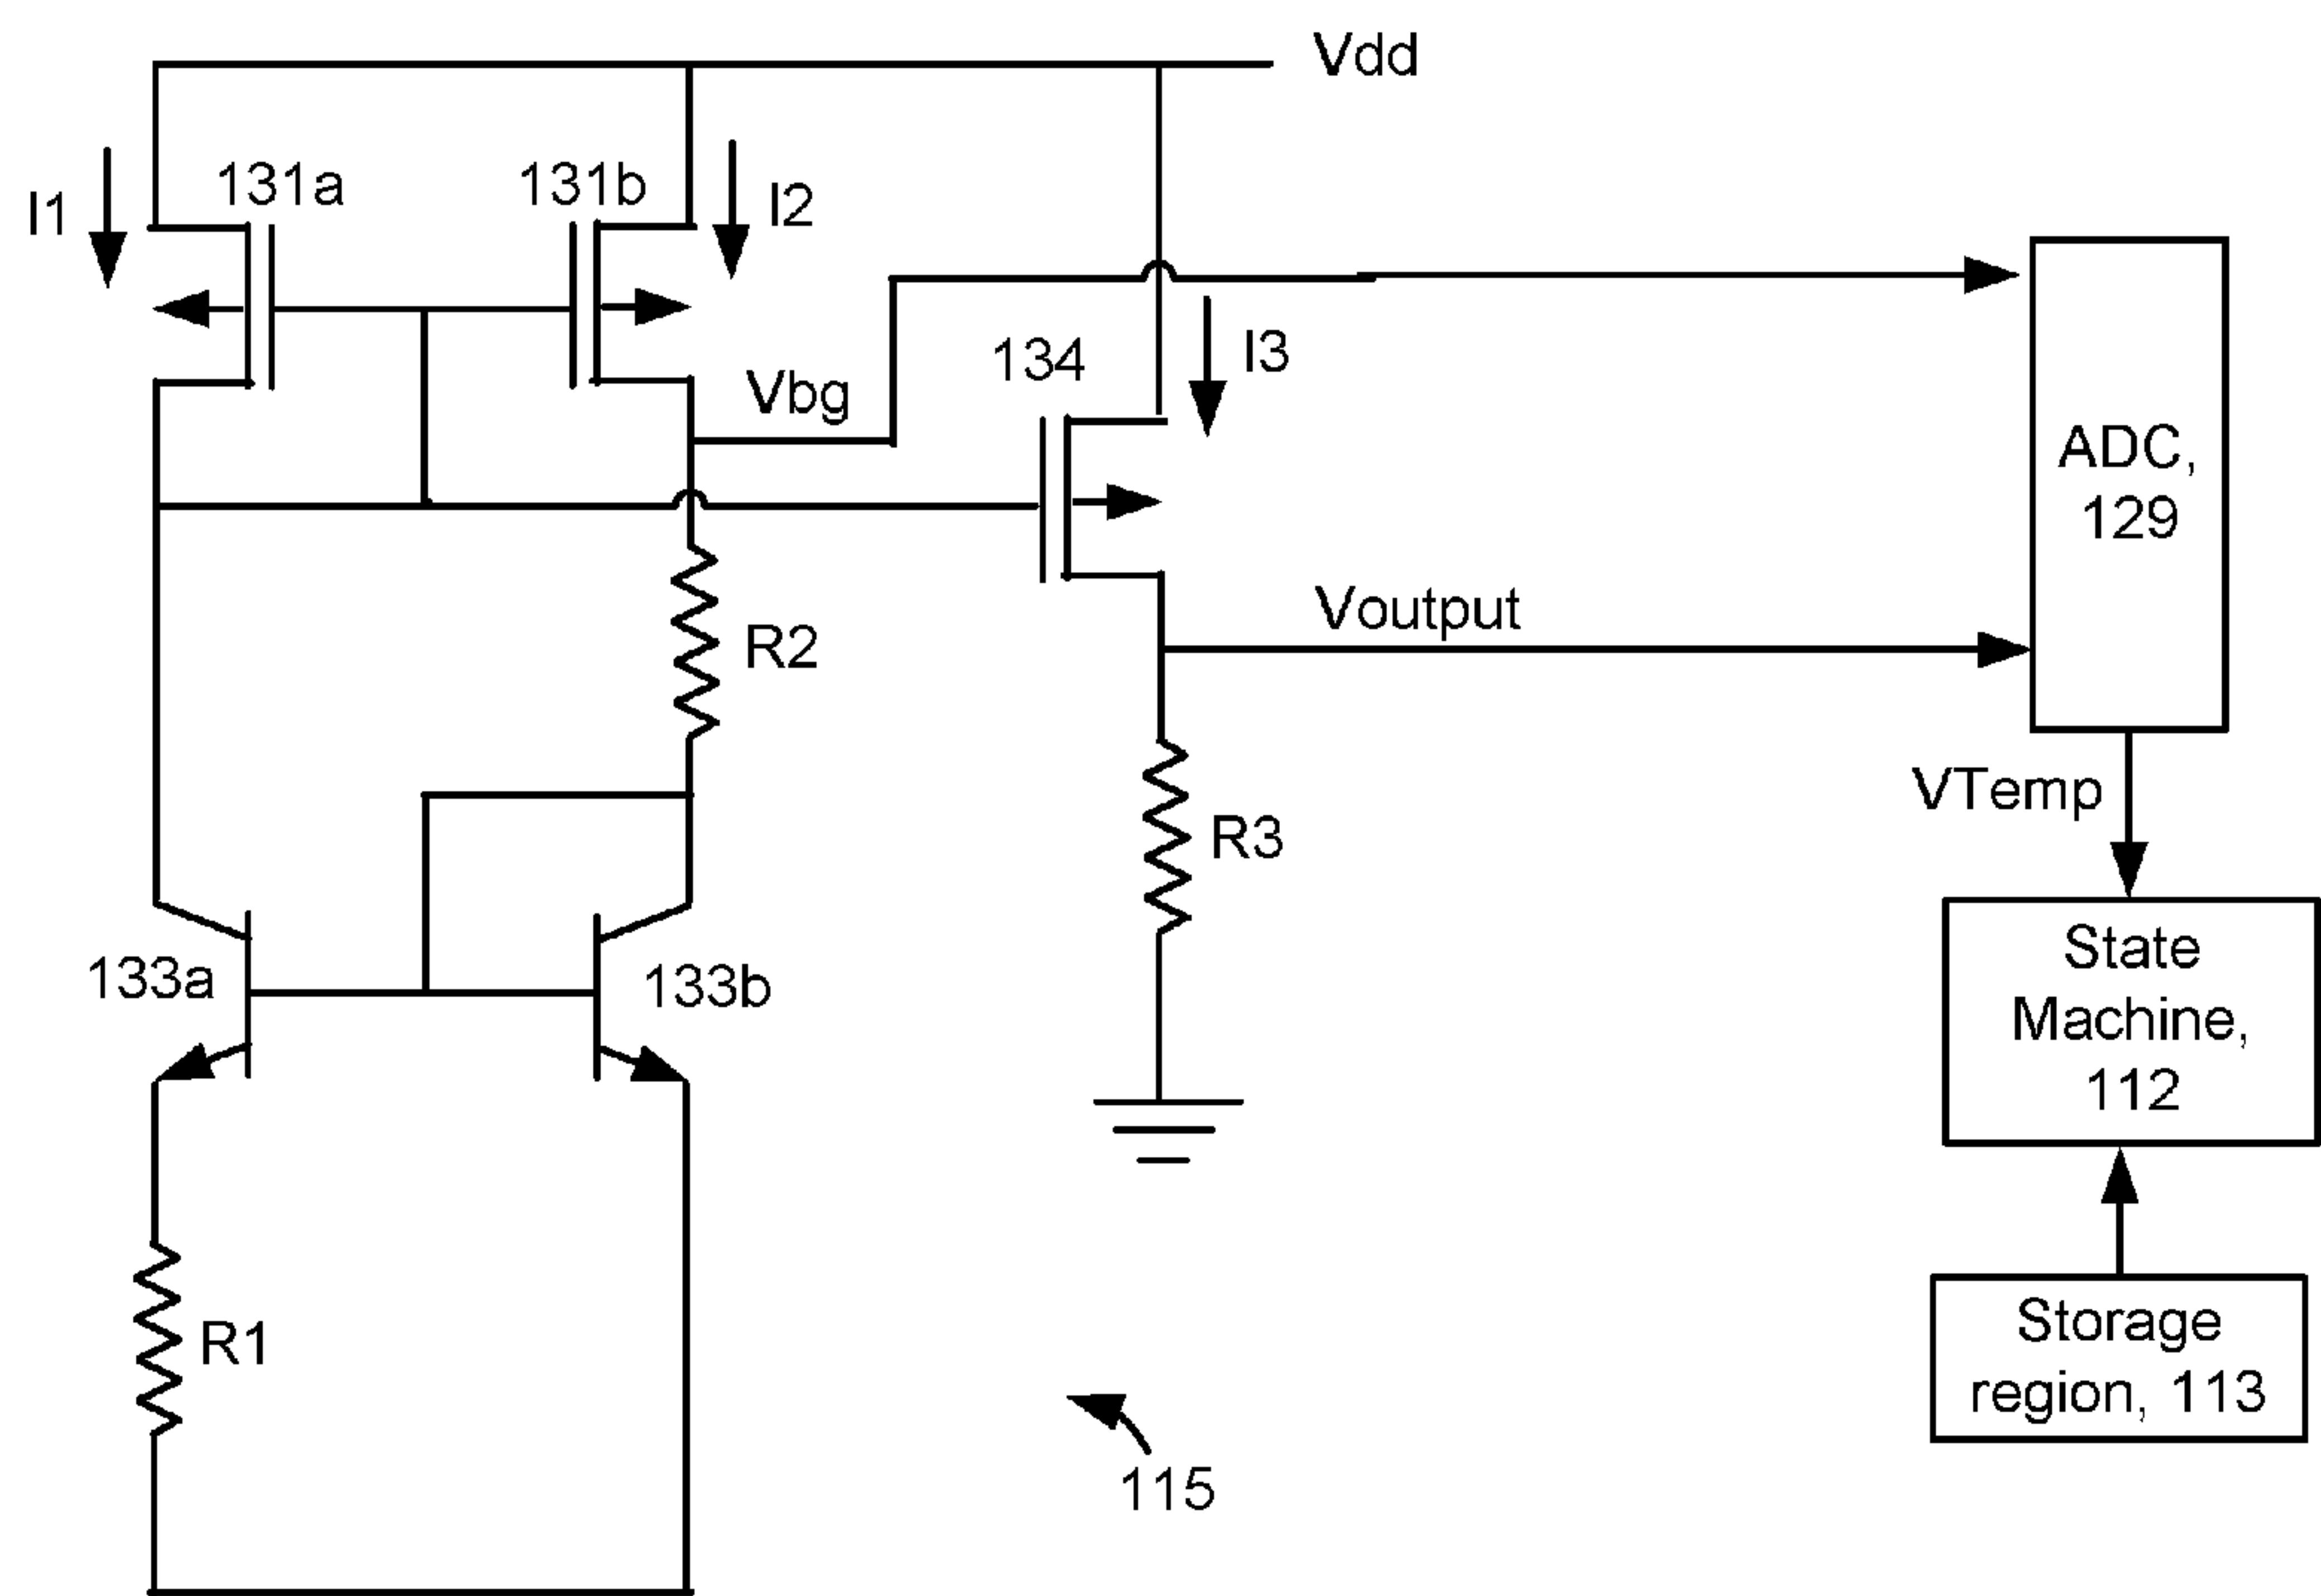 Vdd
I1
131a
131b
I2
134
I3
Vbg
ADC,
129
Voutput
R2
VTemp
R3
133a
133b
State
Machine,
112
R1
Storage
region, 113
115